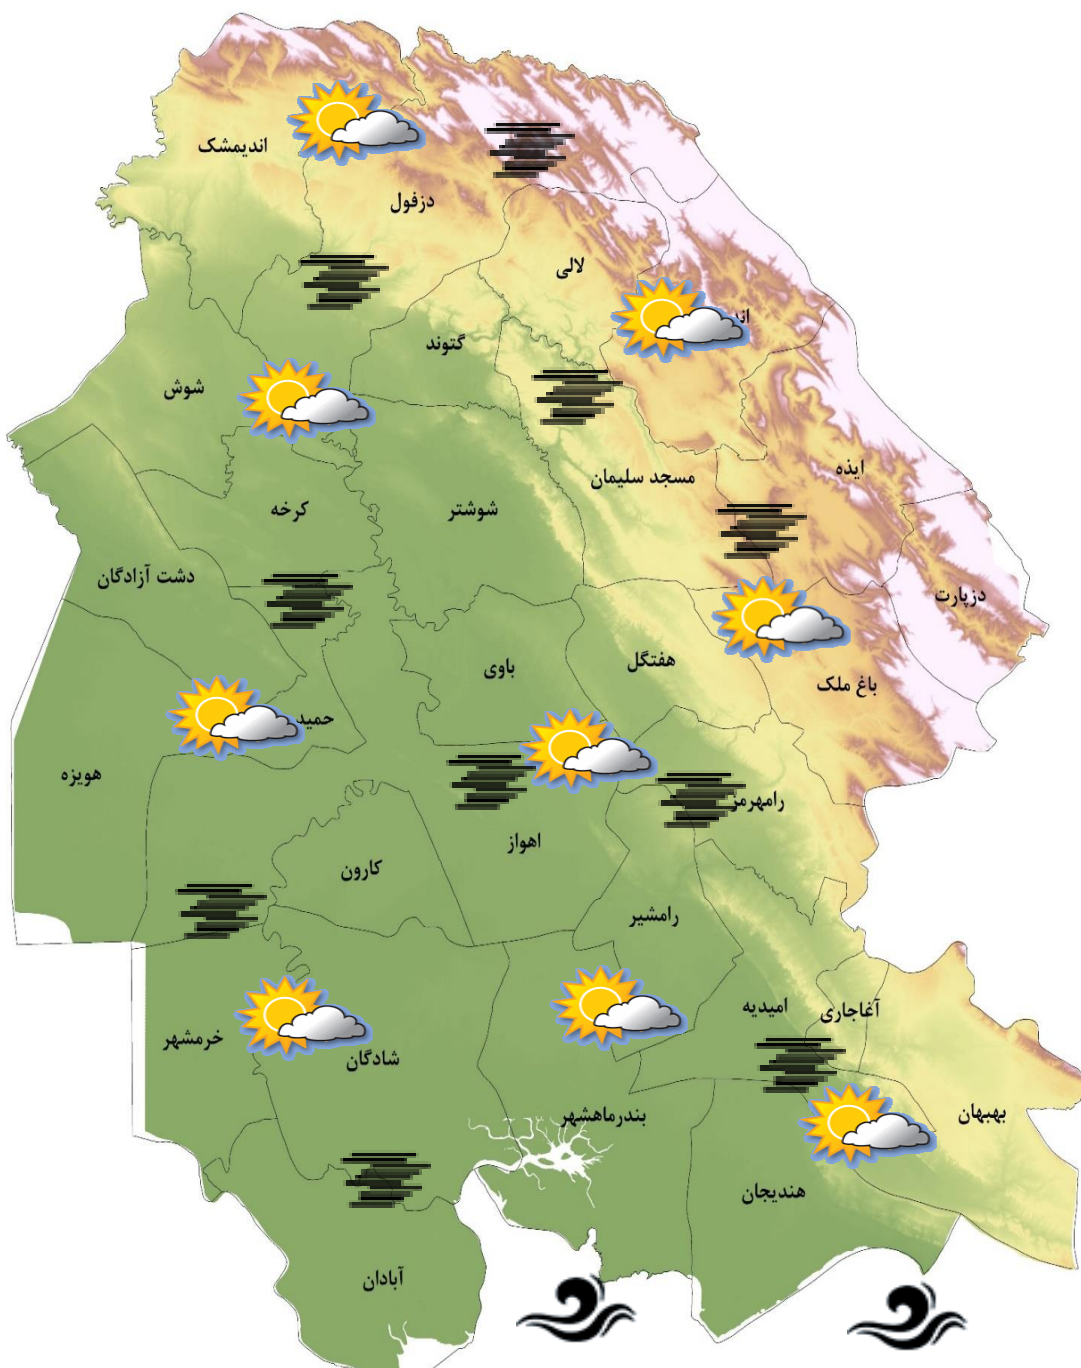 اندیمشک
دزفول
لالی
اند
گتوند
شوش
ایذه
مسجد سلیمان
شوشتر
کرخه
دشت آزادگان
دزپارت
هفتگل
باوی
باغ ملک
حمید
هویزه
رامهرمز
اهواز
کارون
رامشیر
آغاجاری
امیدیه
خرمشهر
شادگان
بهبهان
بندرماهشهر
هندیجان
آبادان